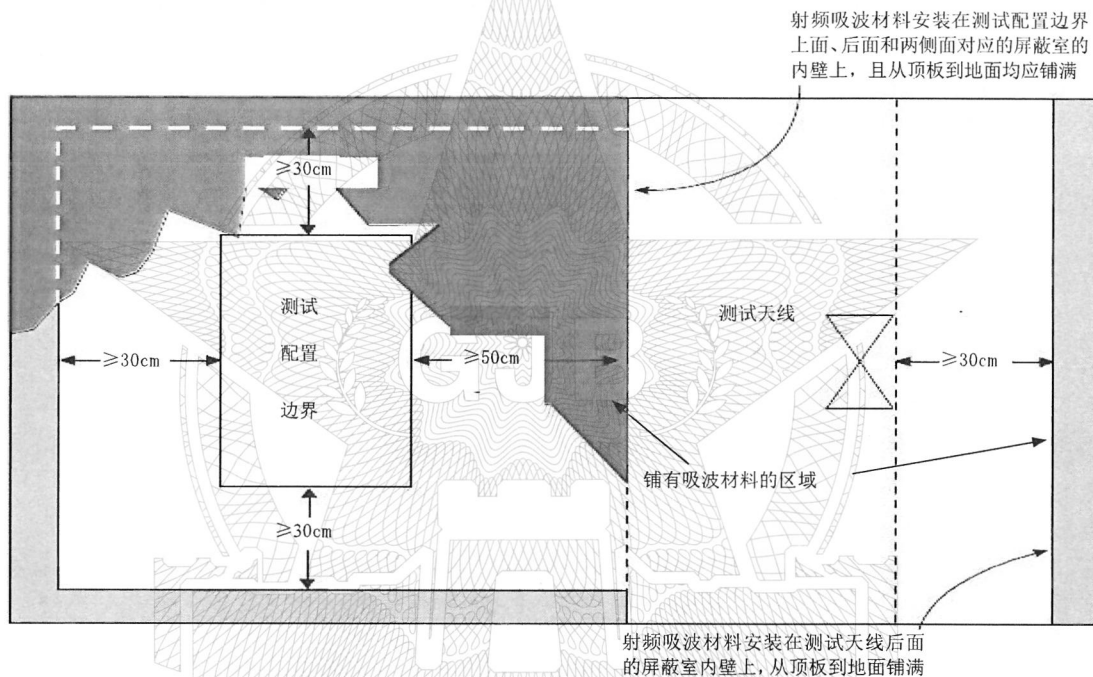 射频吸波材料安装在测试配置边界
上面、后面和两侧面对应的屏蔽室的
内壁上，且从顶板到地面均应铺满
≥30cm
测试
配置
边界
≥30cm
≥50cm
测试天线
≥30cm
铺有吸波材料的区域
≥30cm
射频吸波材料安装在测试天线后面
的屏蔽室内壁上，从顶板到地面铺满